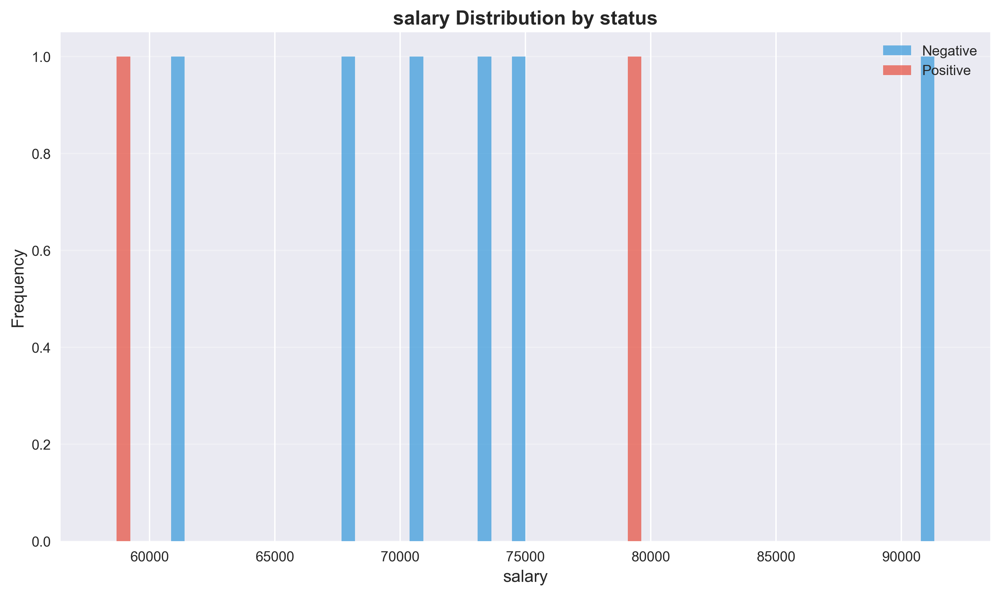 salary Distribution by status
Negative
Positive
1.0
0.8
0.6
0.4
0.2
0.0
Frequency
60000 65000 70000 75000 80000 85000 90000
salary